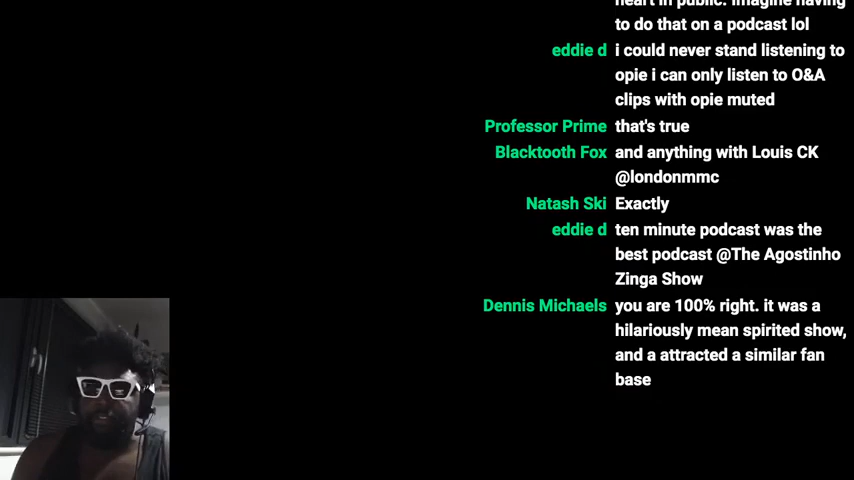 heart in public. imagine having
to do that on a podcast lol
eddie d i could never stand listening to
opie i can only listen to O&A
clips with opie muted
Professor Prime that's true
Blacktooth Fox and anything with Louis CK
@londonmmc
Natash Ski Exactly
eddie d ten minute podcast was the
best podcast @The Agostinho
Zinga Show
Dennis Michaels you are 100% right. it was a
hilariously mean spirited show,
and a attracted a similar fan
base